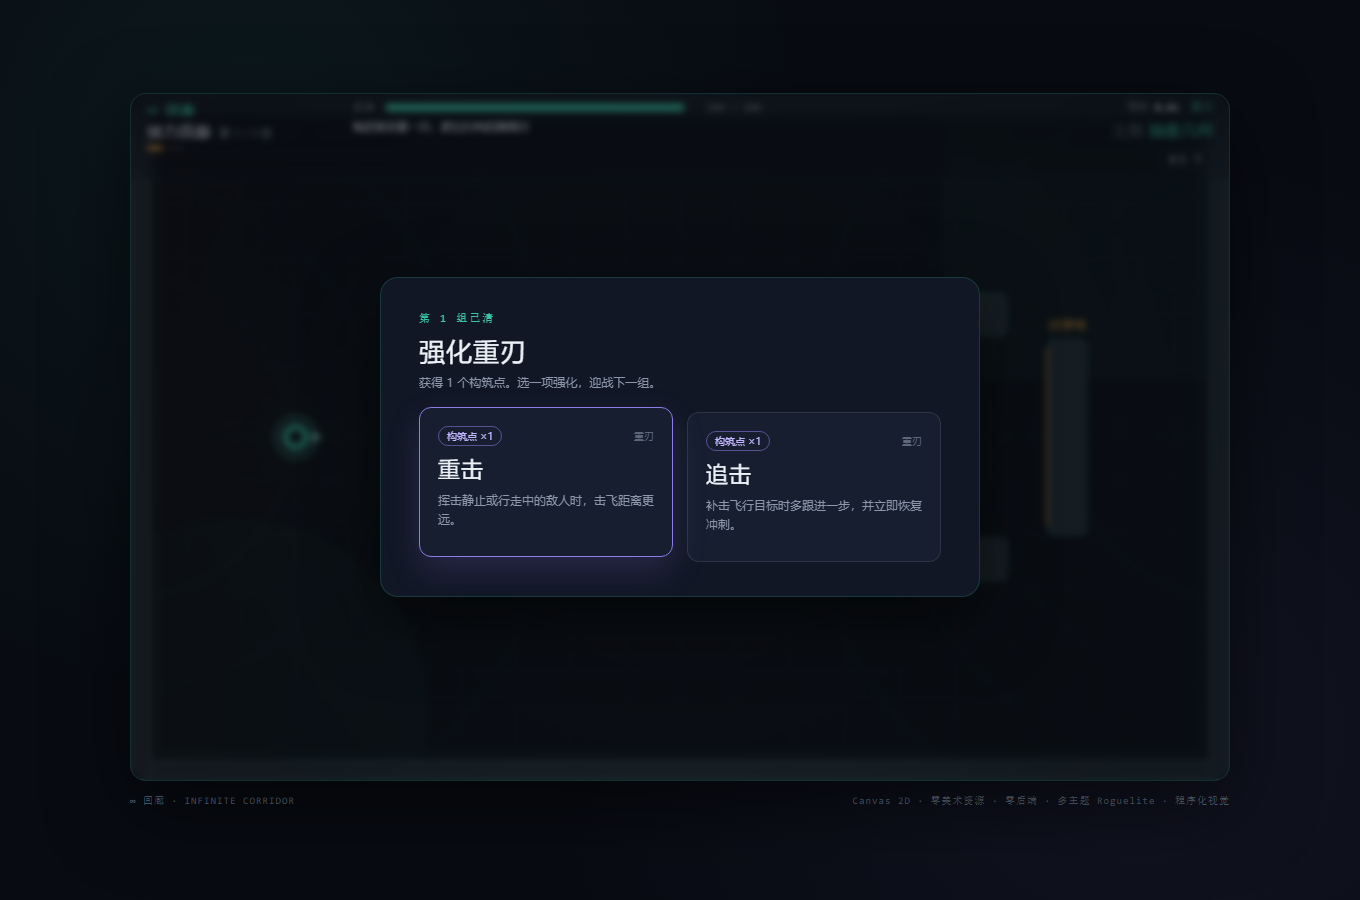 第 1 组已清
强化重刃
获得 1 个构筑点。选一项强化，迎战下一组。
构筑点 ×1
重刃
重击
挥击静止或行走中的敌人时，击飞距离更
远。
构筑点 ×1
重刃
追击
补击飞行目标时多跟进一步，并立即恢复
冲刺。
∞ 回廊 · INFINITE CORRIDOR
Canvas 2D · 零美术资源 · 零后端 · 多主题 Roguelite · 程序化视觉